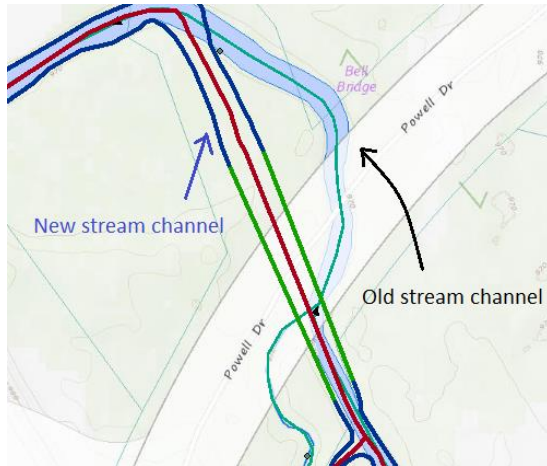 Bell
Bridge
Powell Dr
New stream channel
Old stream channel
Powell Dr